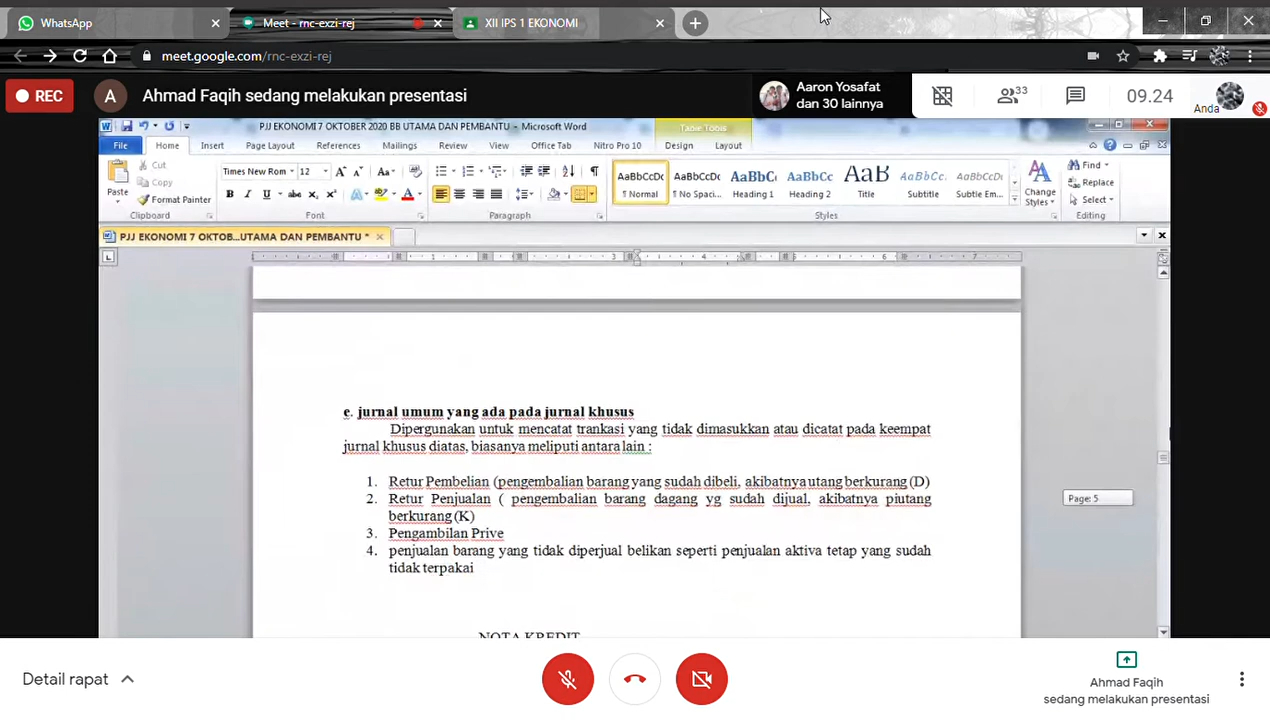 WhatsApp
Meet - rnc-exzi-rej
XII IPS 1 EKONOMI
meet.google.com/rnc-exzi-rej
REC
A
Ahmad Faqih sedang melakukan presentasi
Aaron Yosafat
dan 30 lainnya
33
09.24
Anda
PJJ EKONOMI 7 OKTOBER 2020 BB UTAMA DAN PEMBANTU - Microsoft Word
Table Tools
File
Home
Insert
Page Layout
References
Mailings
Review
View
Office Tab
Nitro Pro 10
Design
Layout
Paste
Cut
Copy
Format Painter
Clipboard
Times New Rom
12
Font
Paragraph
AaBbCcDc
¶ Normal
AaBbCcDc
¶ No Spaci...
AaBbC
Heading 1
AaBbCc
Heading 2
AaB
Title
AaBbCc.
Subtitle
AaBbCcD
Subtle Em...
Change
Styles
Styles
Find
Replace
Select
Editing
PJJ EKONOMI 7 OKTOB...UTAMA DAN PEMBANTU *
e. jurnal umum yang ada pada jurnal khusus
Dipergunakan untuk mencatat trankasi yang tidak dimasukkan atau dicatat pada keempat
jurnal khusus diatas, biasanya meliputi antara lain :
1. Retur Pembelian (pengembalian barang yang sudah dibeli, akibatnya utang berkurang (D)
2. Retur Penjualan ( pengembalian barang dagang yg sudah dijual, akibatnya piutang
berkurang (K)
3. Pengambilan Prive
4. penjualan barang yang tidak diperjual belikan seperti penjualan aktiva tetap yang sudah
tidak terpakai
NOTA KREDIT
Page: 5
Detail rapat
Ahmad Faqih
sedang melakukan presentasi